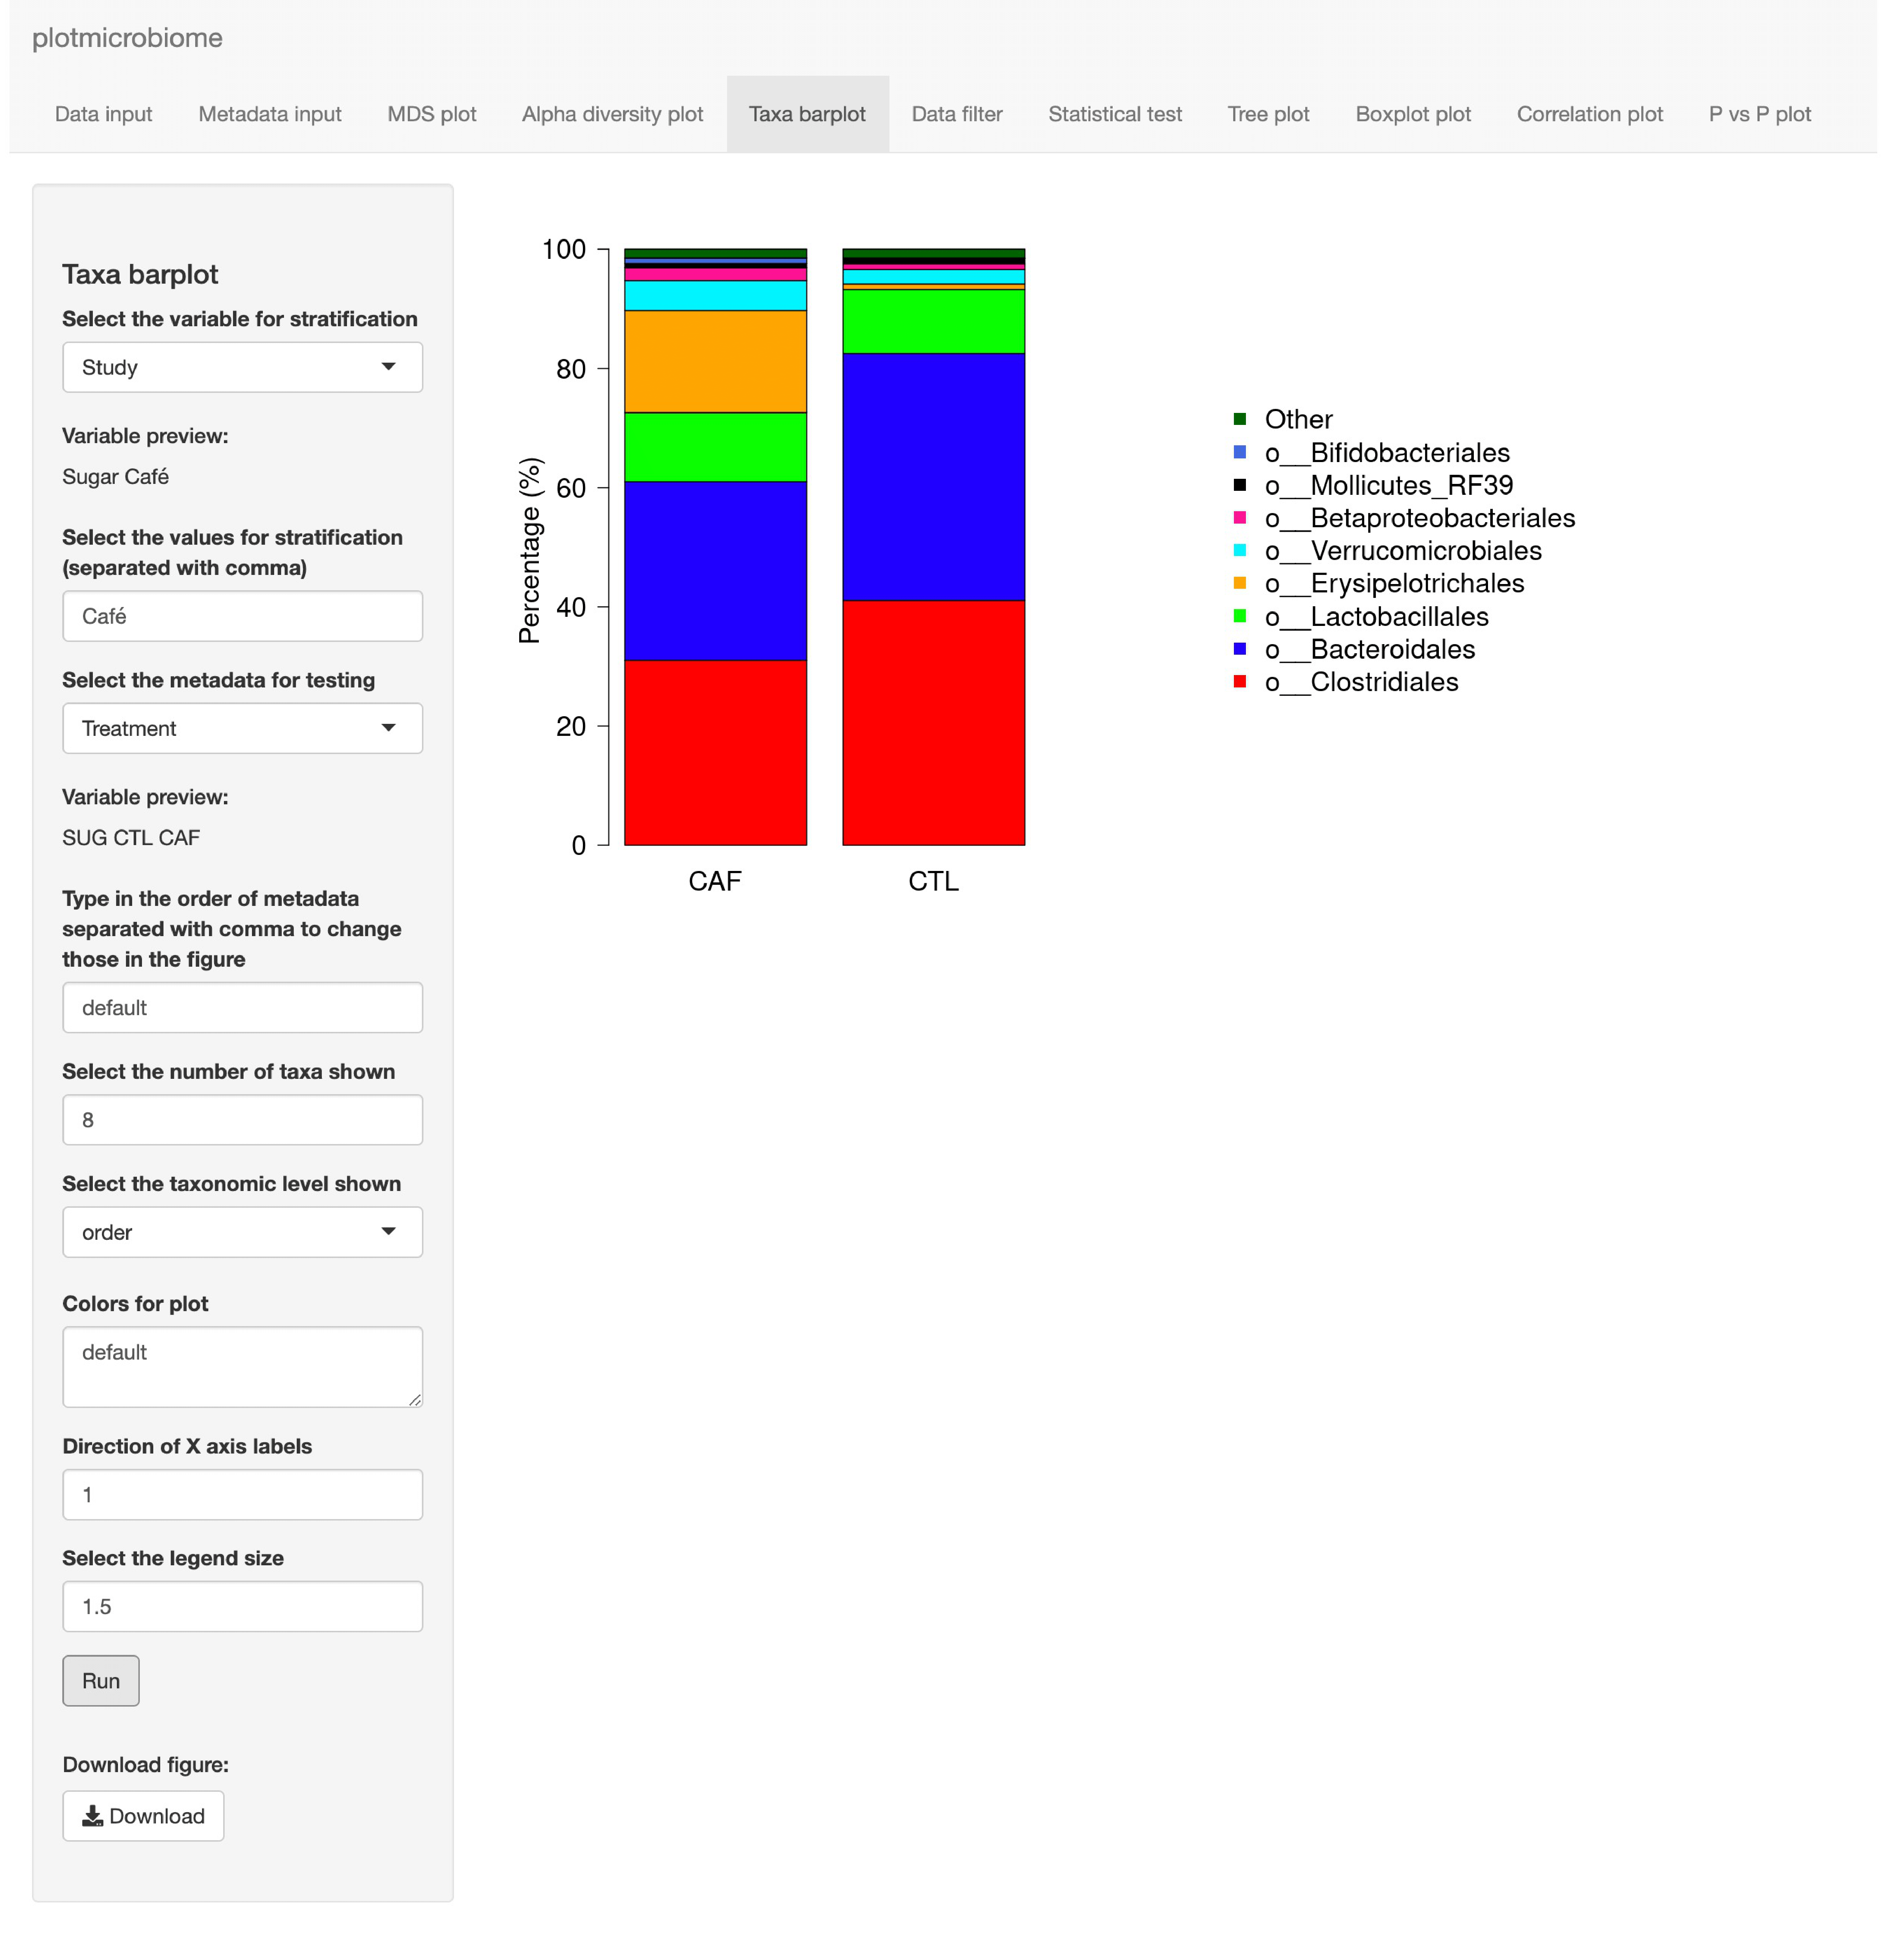 plotmicrobiome
Data input Metadata input MDS plot Alpha diversity plot Taxa barplot Data filter Statistical test Tree plot Boxplot plot Correlation plot P vs P plot
Taxa barplot
Select the variable for stratification
Study
Variable preview:
Sugar Café
Select the values for stratification
(separated with comma)
Café
Select the metadata for testing
Treatment
Variable preview:
SUG CTL CAF
Type in the order of metadata
separated with comma to change
those in the figure
default
Select the number of taxa shown
8
Select the taxonomic level shown
order
Colors for plot
default
Direction of X axis labels
1
Select the legend size
1.5
Run
Download figure:
Download
Percentage (%)
100
80
60
40
20
0
CAF CTL
Other
o__Bifidobacteriales
o__Mollicutes_RF39
o__Betaproteobacteriales
o__Verrucomicrobiales
o__Erysipelotrichales
o__Lactobacillales
o__Bacteroidales
o__Clostridiales